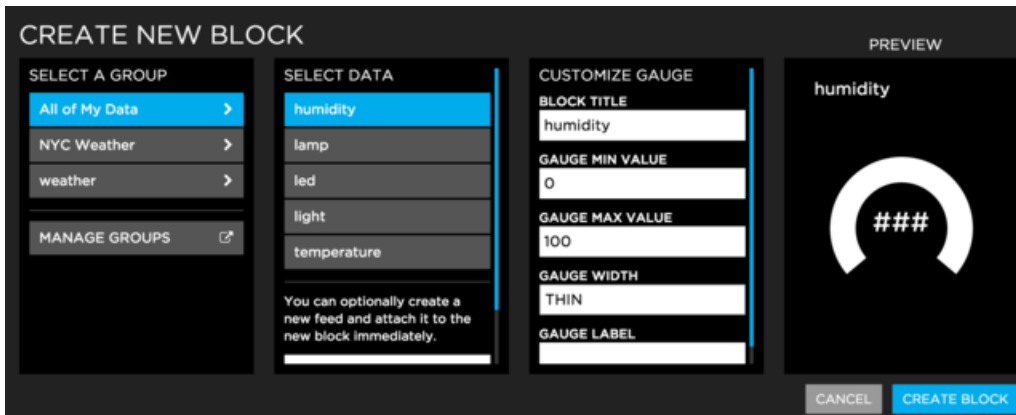 CREATE NEW BLOCK
SELECT A GROUP
All of My Data
NYC Weather
weather
MANAGE GROUPS
SELECT DATA
humidity
lamp
led
light
temperature
You can optionally create a
new feed and attach it to the
new block immediately.
CUSTOMIZE GAUGE
BLOCK TITLE
humidity
GAUGE MIN VALUE
0
GAUGE MAX VALUE
100
GAUGE WIDTH
THIN
GAUGE LABEL
PREVIEW
humidity
###
CANCEL
CREATE BLOCK